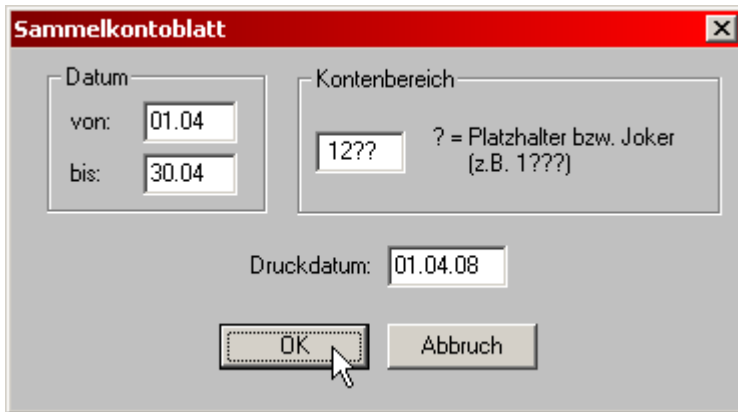 Sammelkontoblatt
Datum
von: 01.04
bis: 30.04
Kontenbereich
12??
? = Platzhalter bzw. Joker
(z.B. 1???)
Druckdatum: 01.04.08
OK
Abbruch